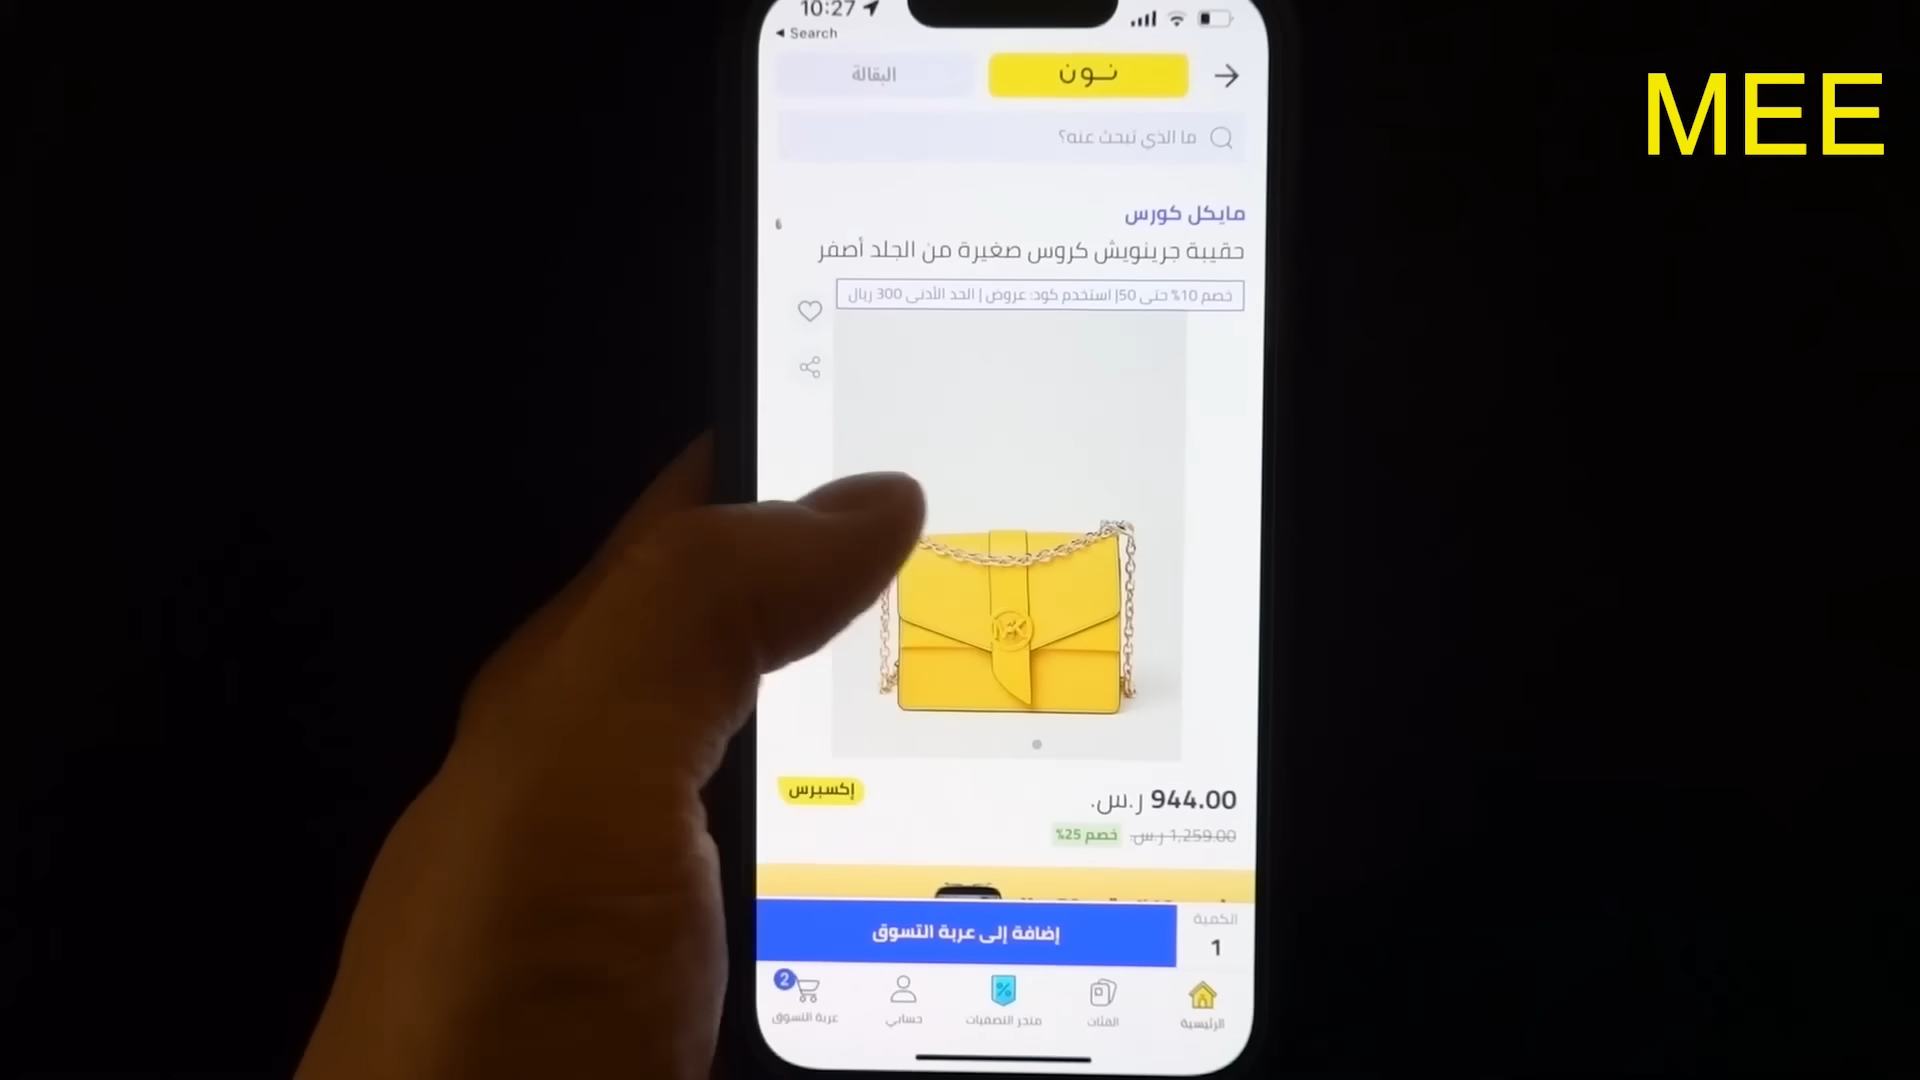 10:27
◀ Search
MEE
نـون
البقالة
ما الذي تبحث عنه؟
مايكل كورس
حقيبة جرينويش كروس صغيرة من الجلد أصفر
خصم 10% حتى 50| استخدم كود: عروض | الحد الأدنى 300 ريال
MK
944.00 ر.س.
إكسبرس
1,259.00 ر.س. خصم 25%
الكمية
1
إضافة إلى عربة التسوق
2
الرئيسية
الفئات
متجر التصفيات
حسابي
عربة التسوق